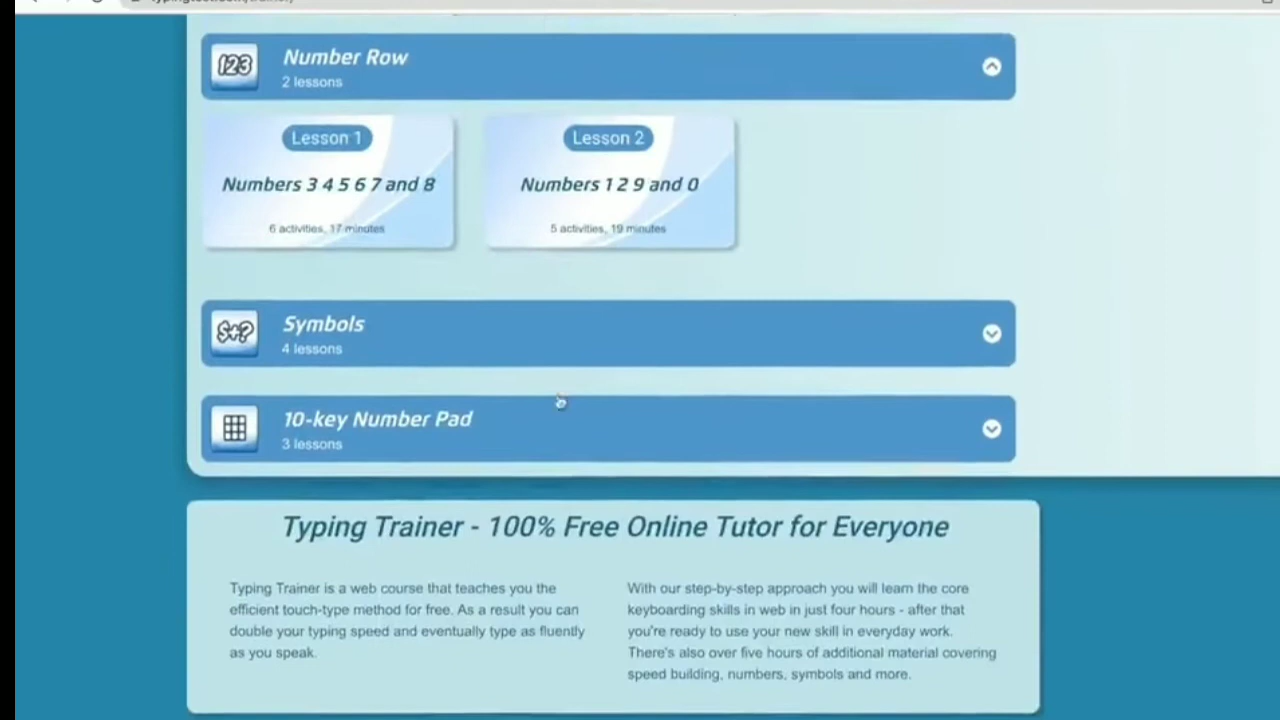 123
Number Row
2 lessons
Lesson 1
Numbers 3 4 5 6 7 and 8
6 activities, 17 minutes
Lesson 2
Numbers 1 2 9 and 0
5 activities, 19 minutes
Symbols
4 lessons
10-key Number Pad
3 lessons
Typing Trainer - 100% Free Online Tutor for Everyone
Typing Trainer is a web course that teaches you the
efficient touch-type method for free. As a result you can
double your typing speed and eventually type as fluently
as you speak.
With our step-by-step approach you will learn the core
keyboarding skills in web in just four hours - after that
you're ready to use your new skill in everyday work.
There's also over five hours of additional material covering
speed building, numbers, symbols and more.